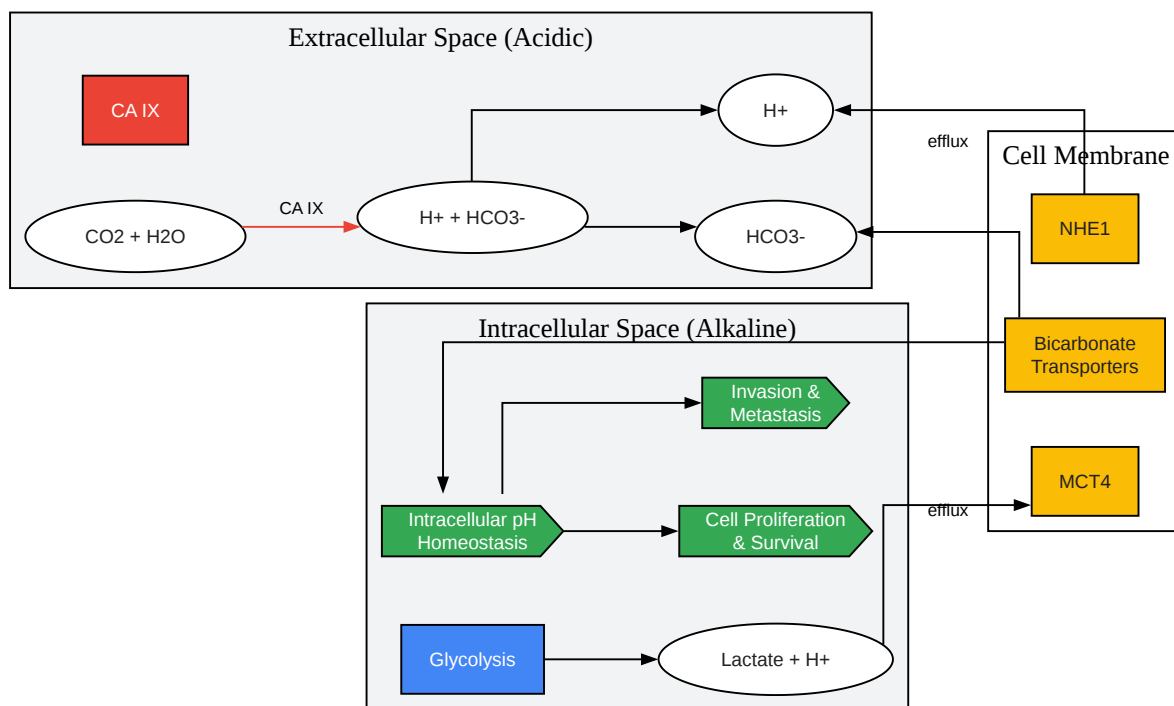 Extracellular Space (Acidic)
CA IX
H+
efflux
Cell Membrane
CA IX
CO2 + H2O
H+ + HCO3-
HCO3-
NHE1
Intracellular Space (Alkaline)
Bicarbonate
Transporters
Invasion &
Metastasis
MCT4
Intracellular pH
Homeostasis
Cell Proliferation
& Survival
efflux
Glycolysis
Lactate + H+